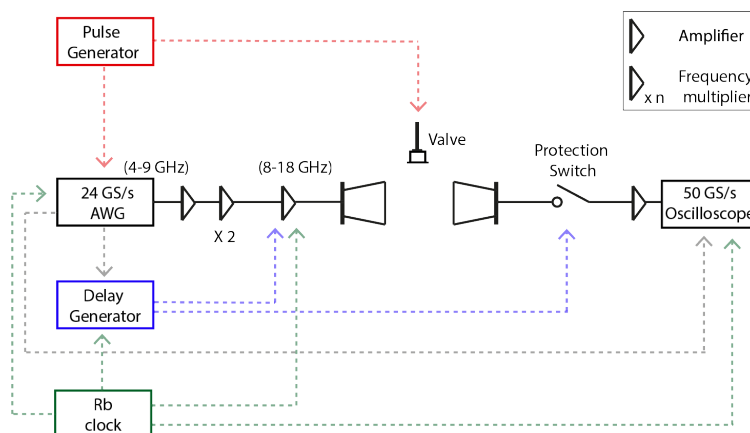 Pulse
Generator
Amplifier
Frequency
x n
multiplier
Valve
Protection
Switch
(4-9 GHz)
(8-18 GHz)
24 GS/s
AWG
50 GS/s
Oscilloscope
X 2
Delay
Generator
Rb
clock